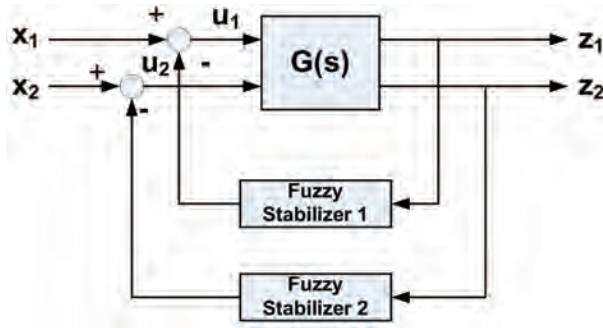 +
x₁
u₁
-
G(s)
z₁
+
x₂
u₂
-
z₂
Fuzzy
Stabilizer 1
Fuzzy
Stabilizer 2